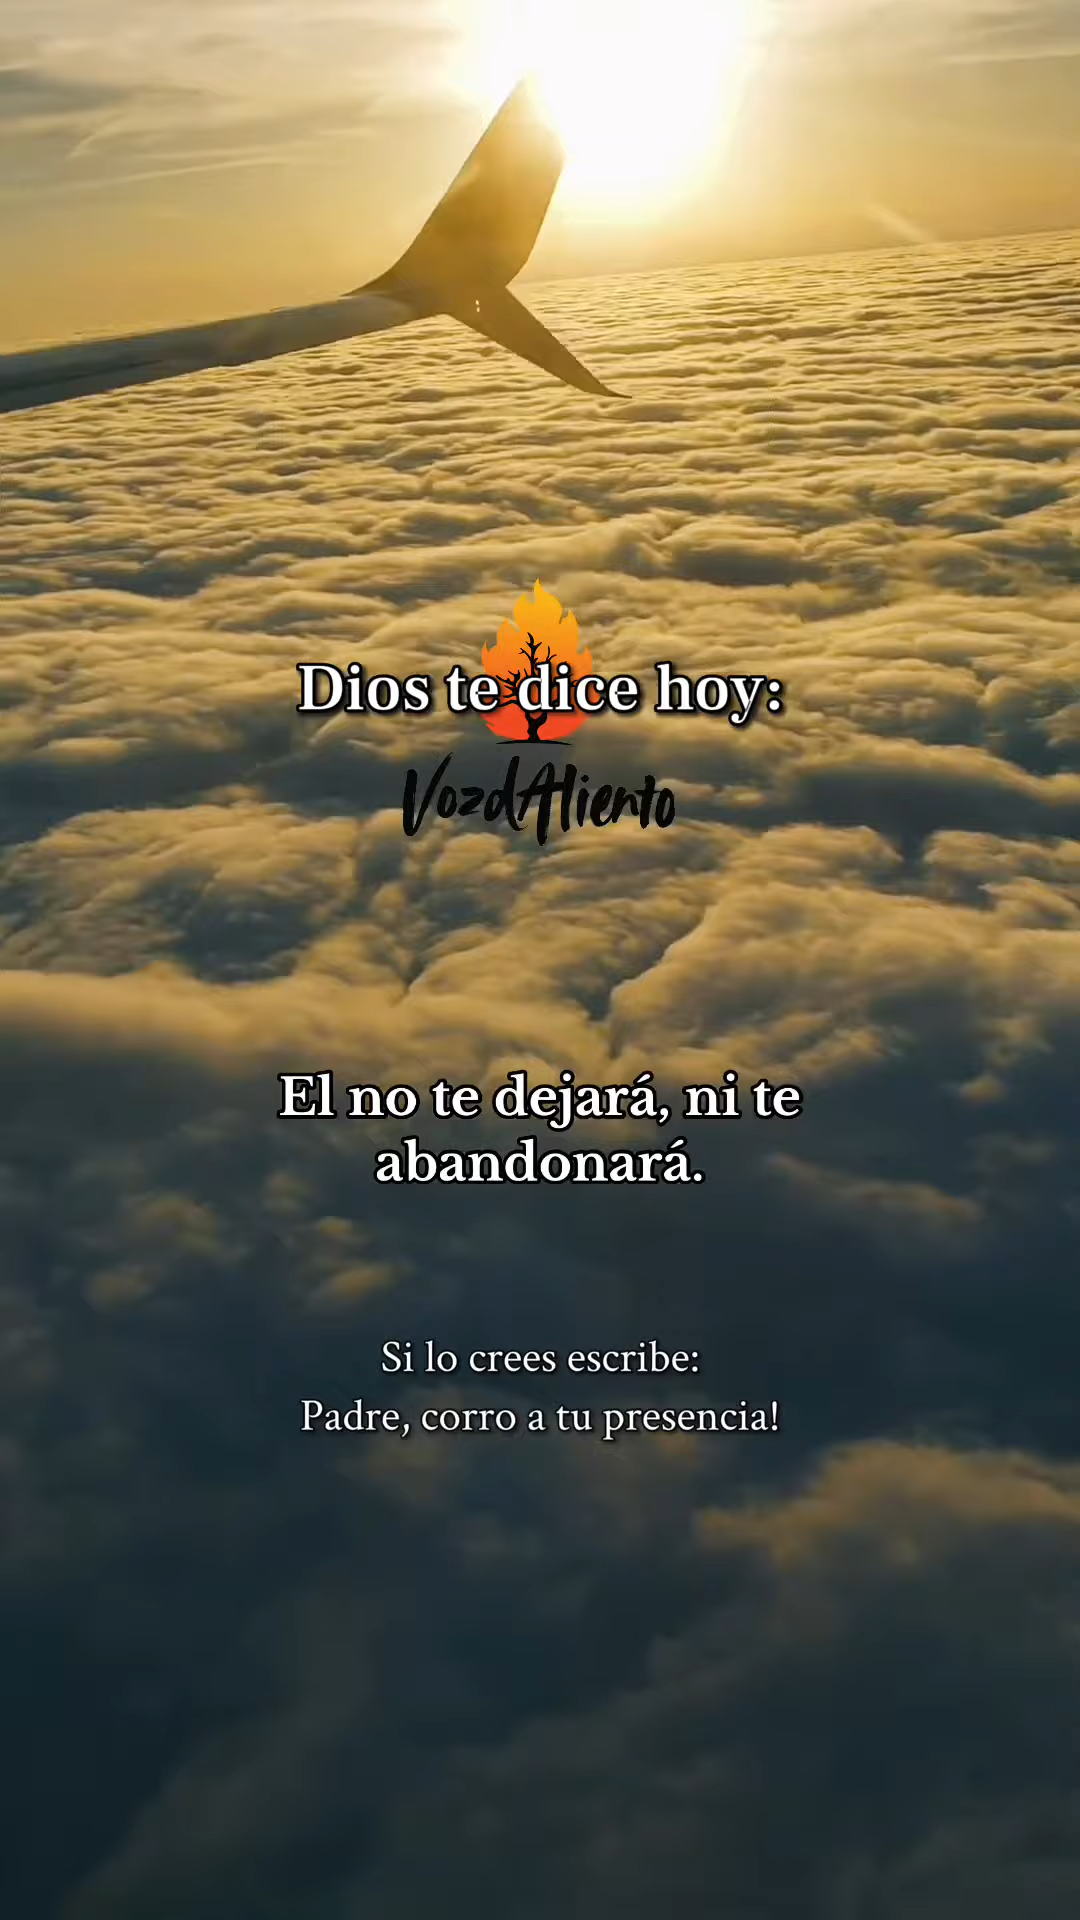 Dios te dice hoy:
VozdAliento
El no te dejará, ni te
abandonará.
Si lo crees escribe:
Padre, corro a tu presencia!